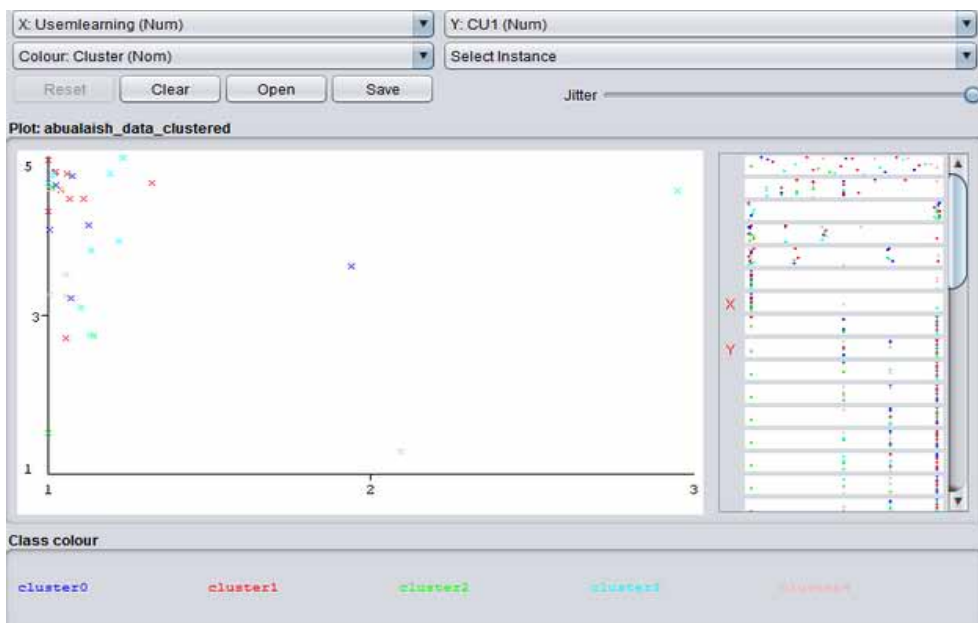 X: Usemlearning (Num) Y: CU1 (Num)
Colour: Cluster (Nom) Select Instance
Reset Clear Open Save Jitter
Plot: abualaish_data_clustered
5
3
1
1 2 3
X
Y
Class colour
cluster0 cluster1 cluster2 cluster3